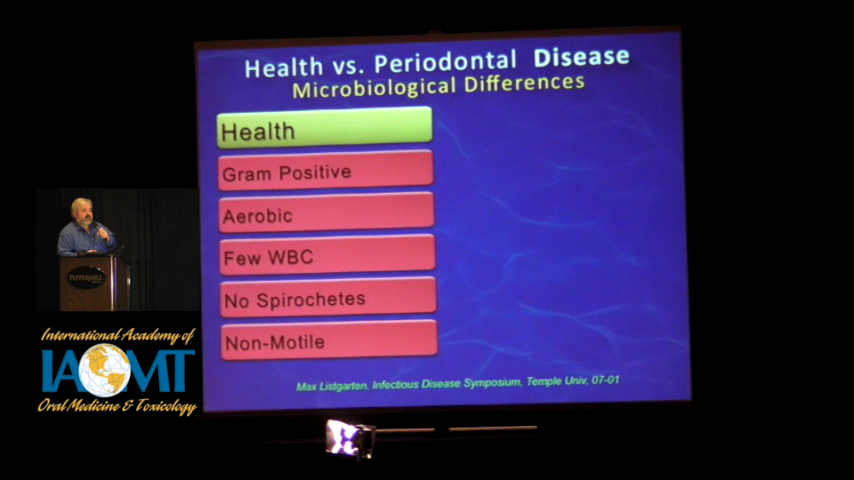 Health vs. Periodontal Disease
Microbiological Differences
Health
Gram Positive
Aerobic
Few WBC
No Spirochetes
Non-Motile
Max Listgarten, Infectious Disease Symposium, Temple Univ, 07-01
PEPPERMILL
International Academy of
IAOMT
Oral Medicine & Toxicology